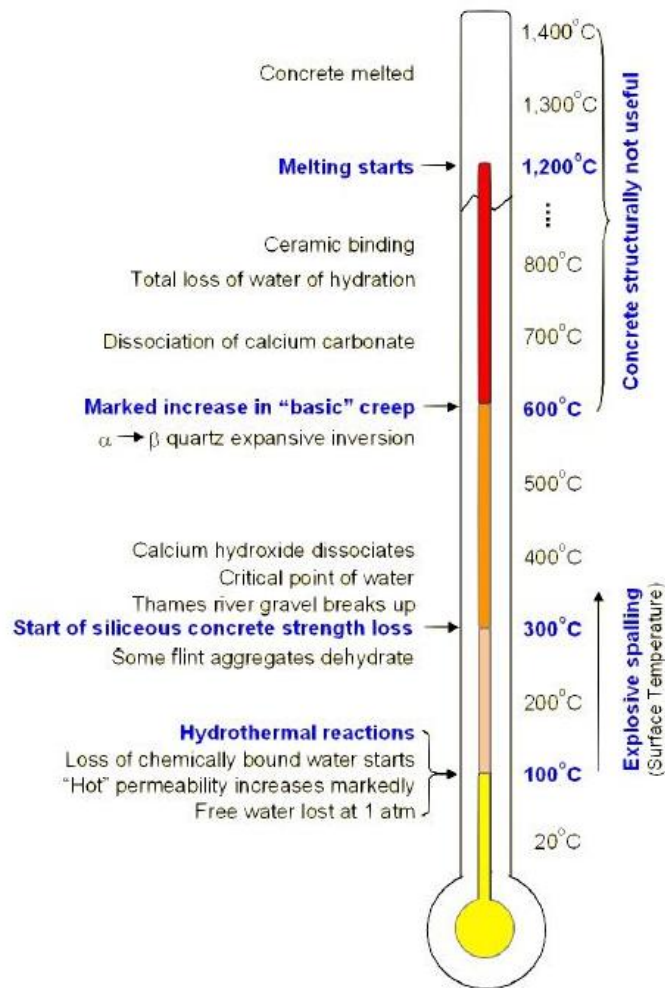 1,400°C
Concrete melted
1,300°C
Melting starts
1,200°C
....
Ceramic binding
800°C
Total loss of water of hydration
Dissociation of calcium carbonate
700°C
Marked increase in “basic” creep
600°C
α → β quartz expansive inversion
500°C
Calcium hydroxide dissociates
400°C
Critical point of water
Thames river gravel breaks up
Start of siliceous concrete strength loss
300°C
Some flint aggregates dehydrate
200°C
Hydrothermal reactions
Loss of chemically bound water starts
100°C
“Hot” permeability increases markedly
Free water lost at 1 atm
20°C
Concrete structurally not useful
Explosive spalling
(Surface Temperature)